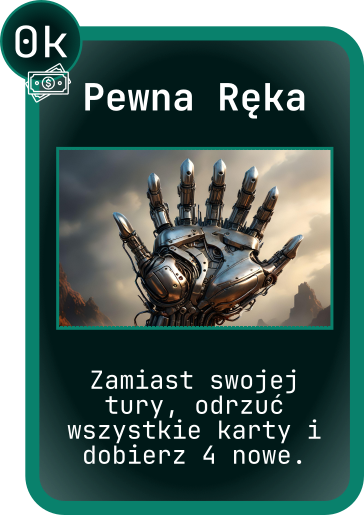 0k
$
Pewna Ręka
Zamiast swojej
tury, odrzuć
wszystkie karty i
dobierz 4 nowe.